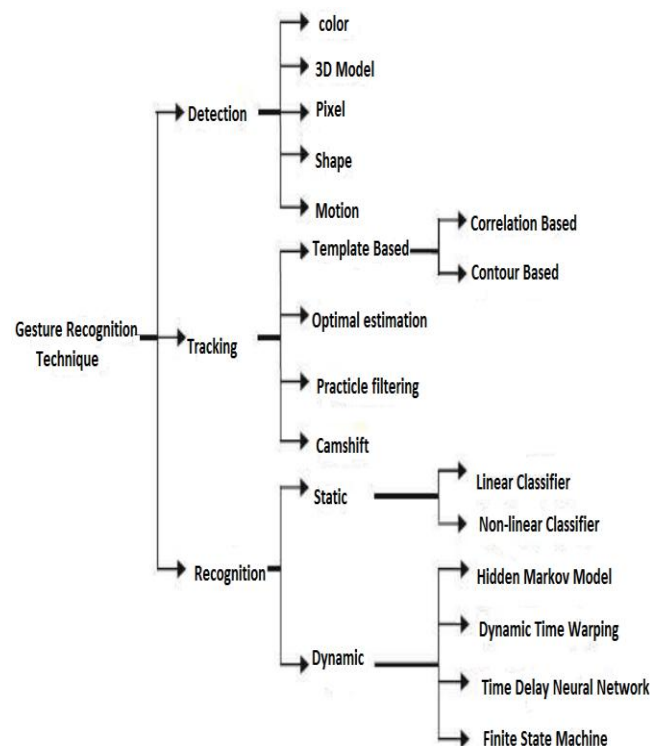 color
3D Model
Detection
Pixel
Shape
Motion
Template Based
Correlation Based
Contour Based
Gesture Recognition
Technique
Tracking
Optimal estimation
Practicle filtering
Camshift
Static
Linear Classifier
Non-linear Classifier
Recognition
Hidden Markov Model
Dynamic
Dynamic Time Warping
Time Delay Neural Network
Finite State Machine